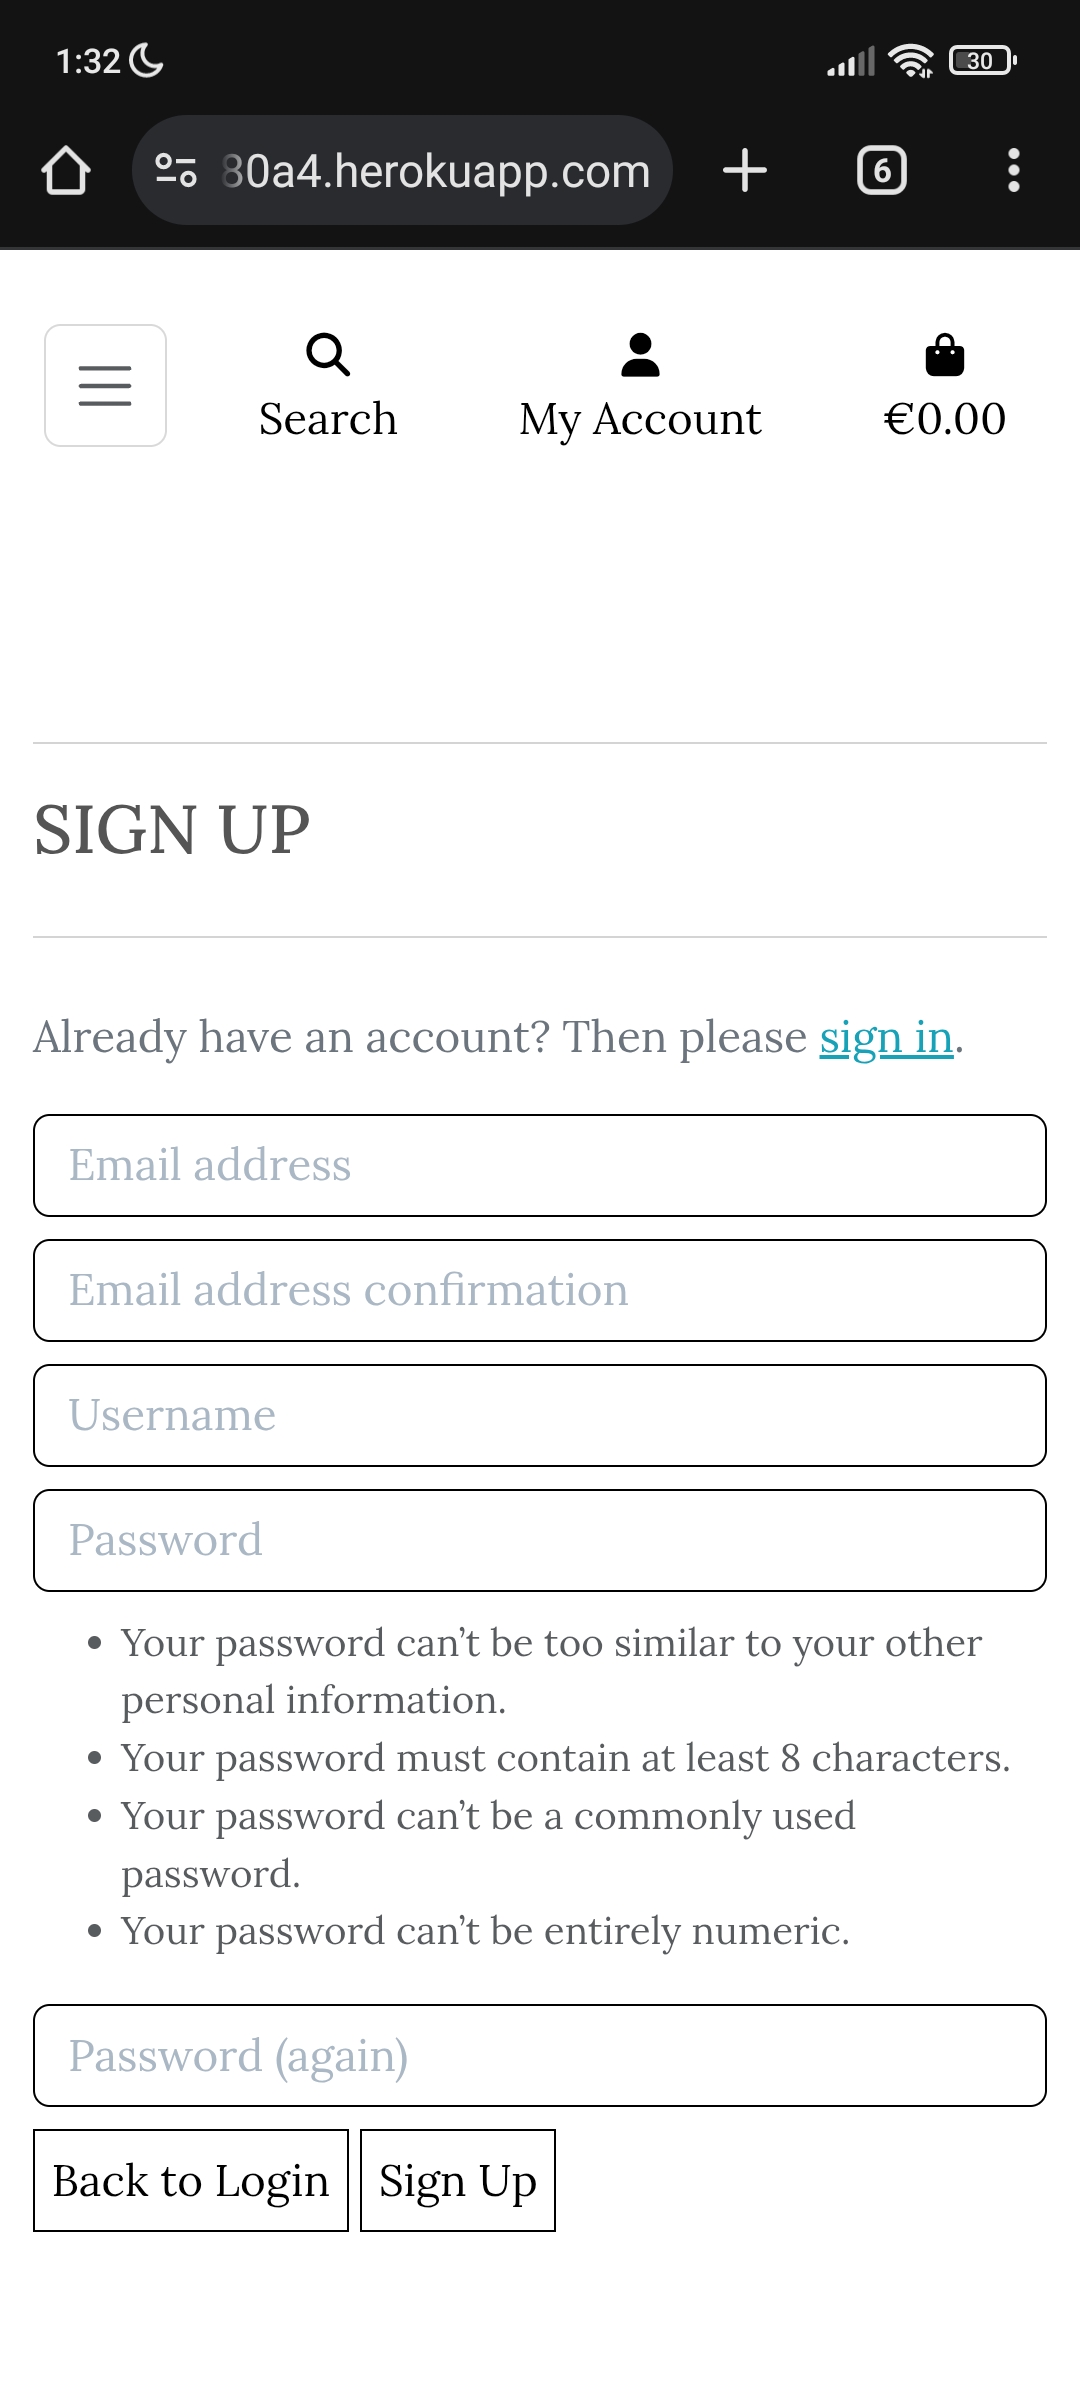 1:32
30
80a4.herokuapp.com
6
Search
My Account
€0.00
SIGN UP
Already have an account? Then please sign in.
Email address
Email address confirmation
Username
Password
• Your password can’t be too similar to your other
personal information.
• Your password must contain at least 8 characters.
• Your password can’t be a commonly used
password.
• Your password can’t be entirely numeric.
Password (again)
Back to Login
Sign Up